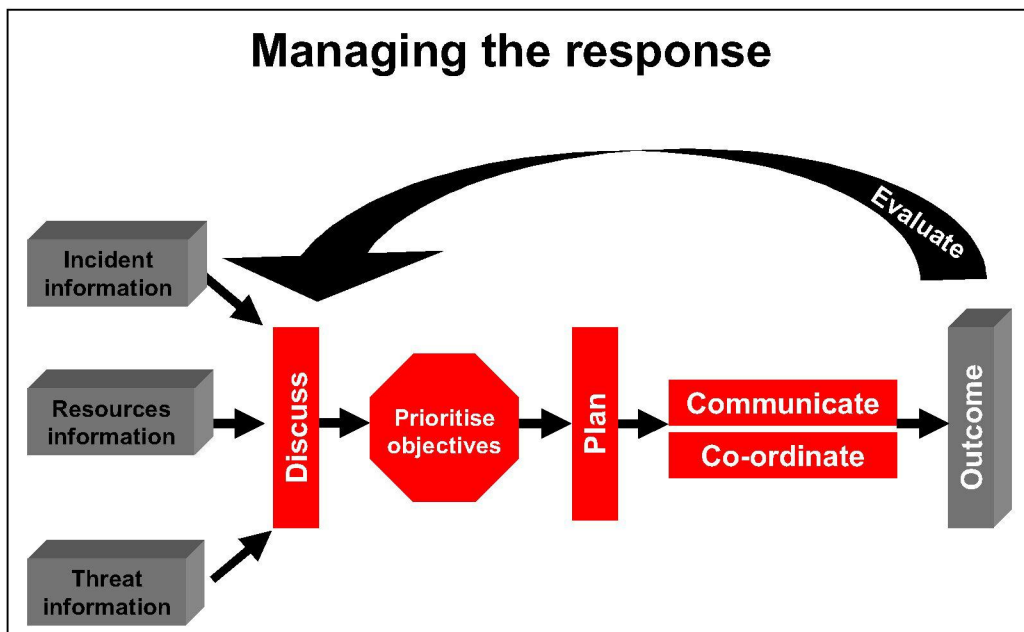 Managing the response
Evaluate
Incident
information
Resources
information
Threat
information
Discuss
Prioritise
objectives
Plan
Communicate
Co-ordinate
Outcome